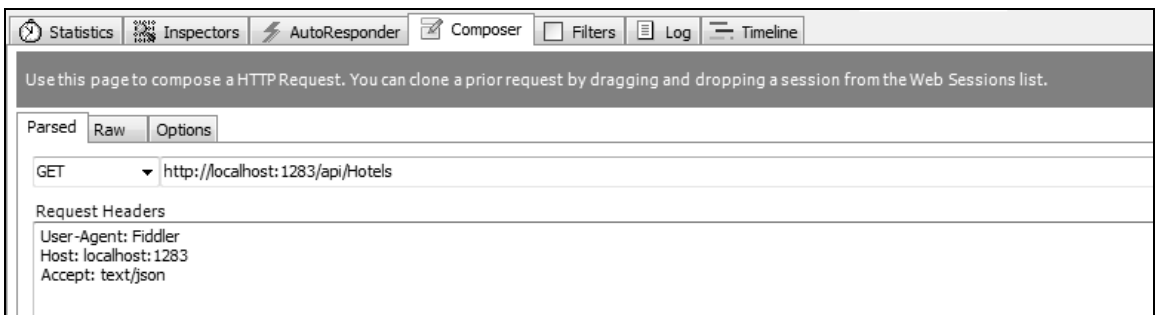 Statistics Inspectors AutoResponder Composer Filters Log Timeline
Use this page to compose a HTTP Request. You can clone a prior request by dragging and dropping a session from the Web Sessions list.
Parsed Raw Options
GET http://localhost:1283/api/Hotels
Request Headers
User-Agent: Fiddler
Host: localhost:1283
Accept: text/json